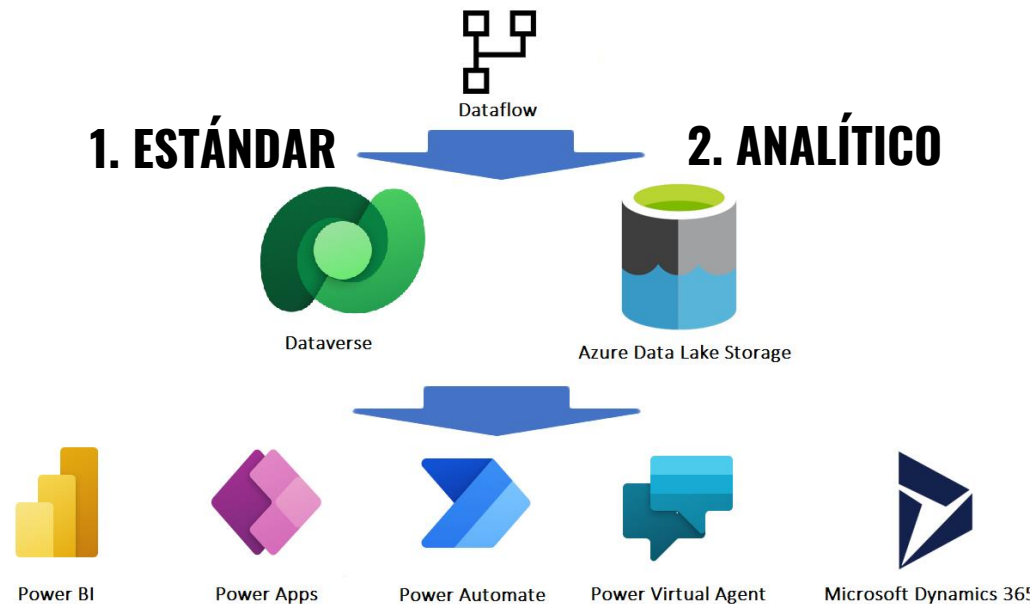 Dataflow
1. ESTÁNDAR
2. ANALÍTICO
Dataverse
Azure Data Lake Storage
Power BI
Power Apps
Power Automate
Power Virtual Agent
Microsoft Dynamics 365